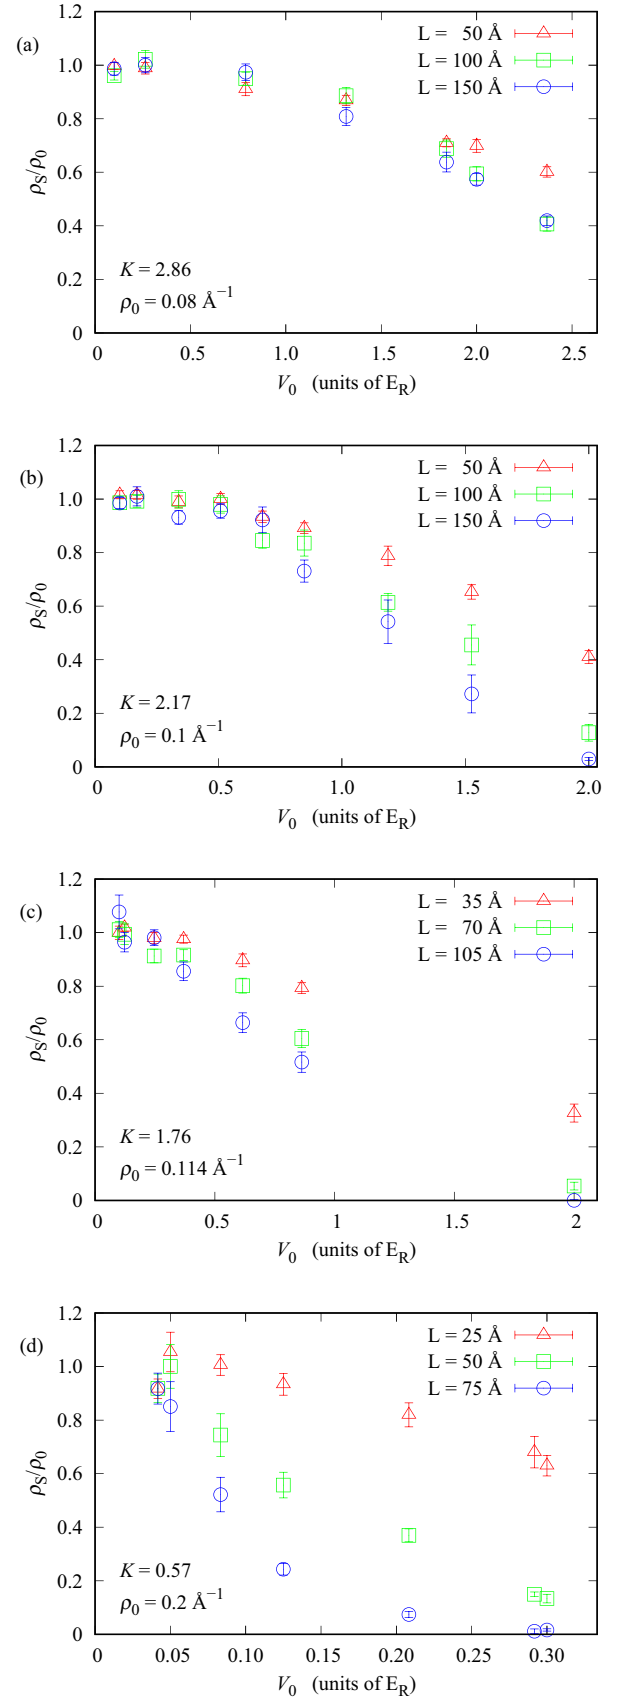 (a)
1.2
1.0
0.8
0.6
0.4
0.2
0
ρS/ρ0
L = 50 Å
L = 100 Å
L = 150 Å
K = 2.86
ρ0 = 0.08 Å−1
0 0.5 1.0 1.5 2.0 2.5
V0 (units of ER)
(b)
1.2
1.0
0.8
0.6
0.4
0.2
0
ρS/ρ0
L = 50 Å
L = 100 Å
L = 150 Å
K = 2.17
ρ0 = 0.1 Å−1
0 0.5 1.0 1.5 2.0
V0 (units of ER)
(c)
1.2
1.0
0.8
0.6
0.4
0.2
0
ρS/ρ0
L = 35 Å
L = 70 Å
L = 105 Å
K = 1.76
ρ0 = 0.114 Å−1
0 0.5 1 1.5 2
V0 (units of ER)
(d)
1.2
1.0
0.8
0.6
0.4
0.2
0
ρS/ρ0
L = 25 Å
L = 50 Å
L = 75 Å
K = 0.57
ρ0 = 0.2 Å−1
0 0.05 0.10 0.15 0.20 0.25 0.30
V0 (units of ER)